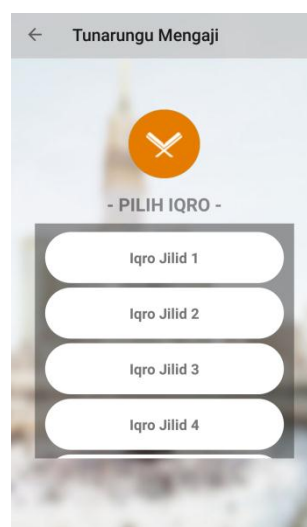 Tunarungu Mengaji
- PILIH IQRO -
Iqro Jilid 1
Iqro Jilid 2
Iqro Jilid 3
Iqro Jilid 4